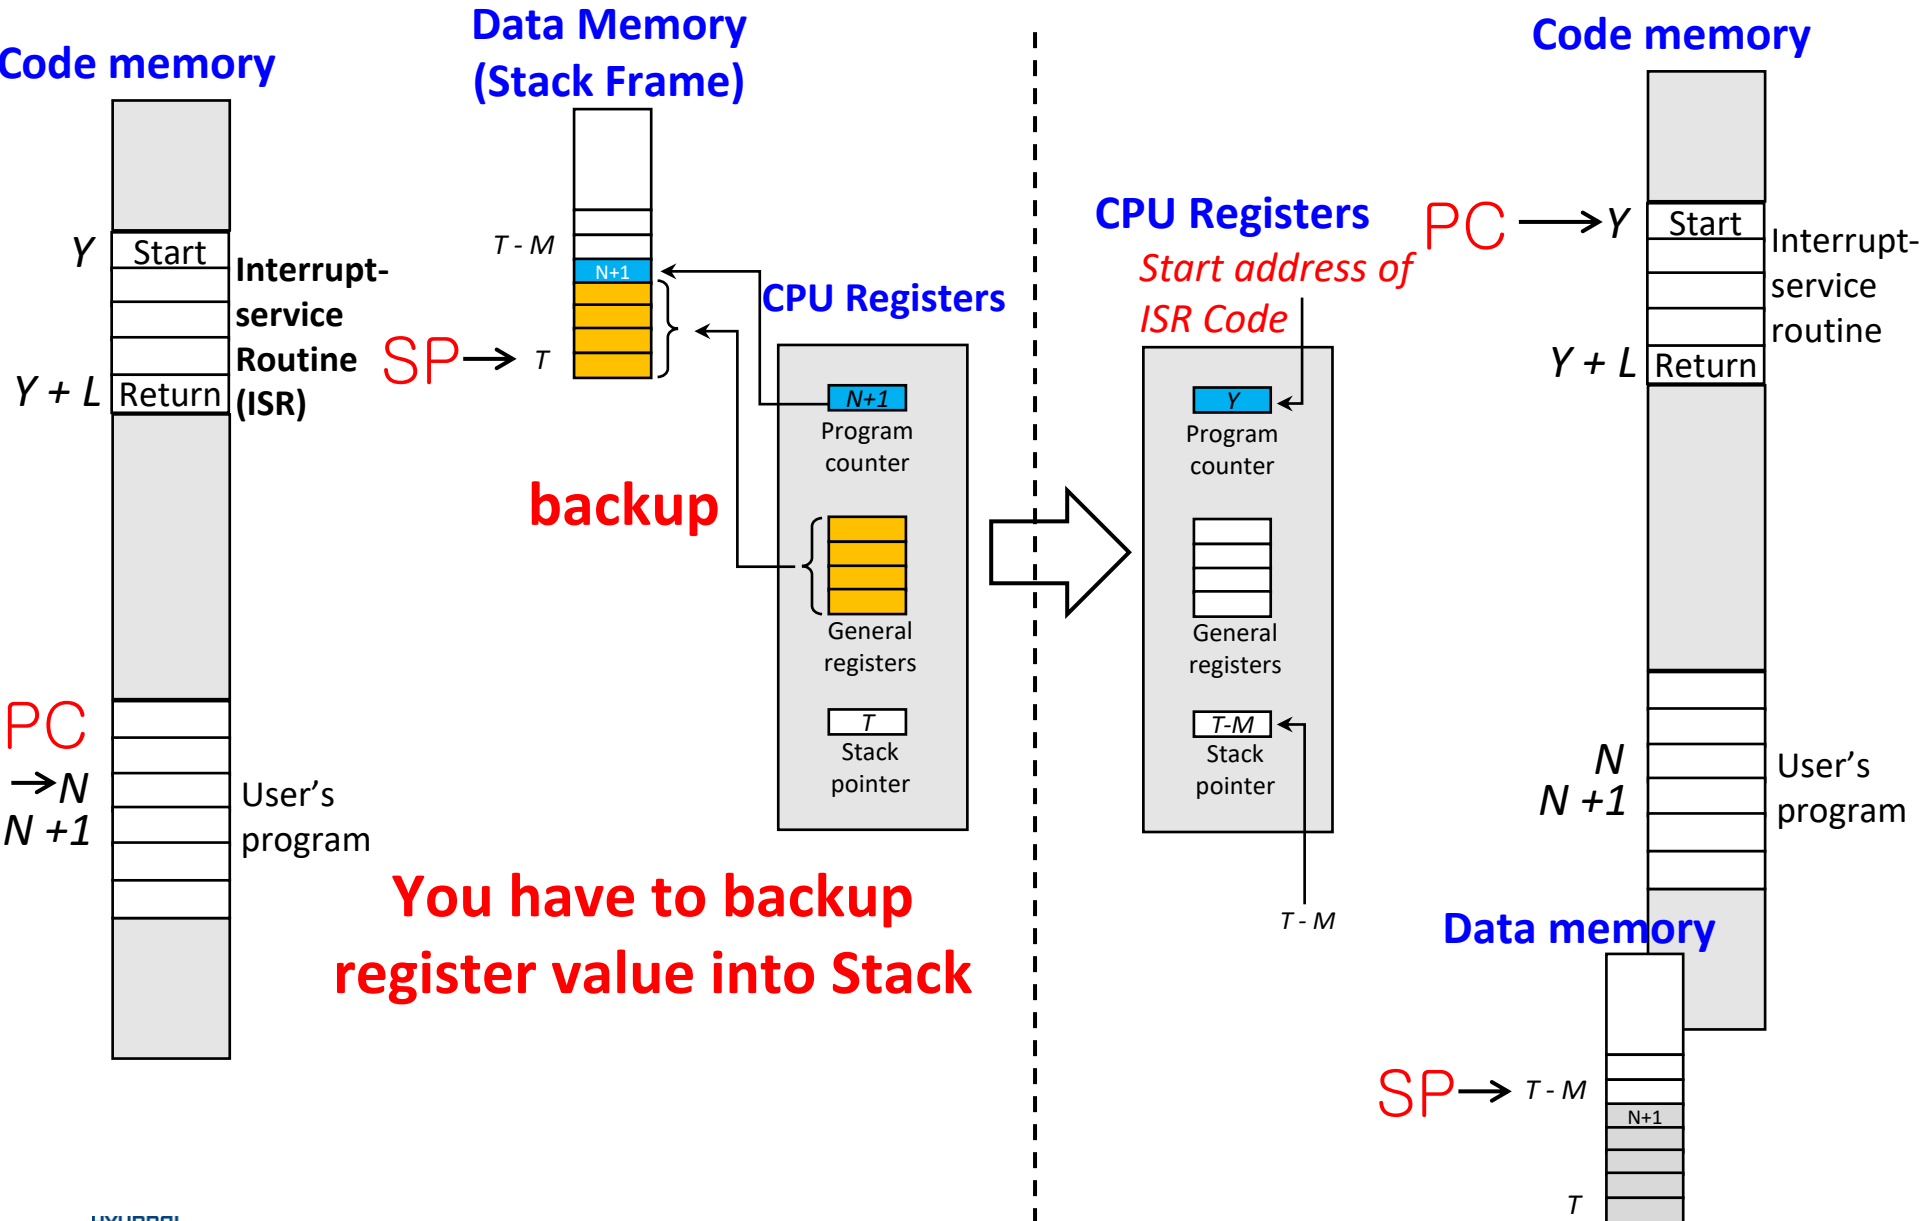 Code memory
Y
Start
Interrupt-
service
Routine
(ISR)
Y + L
Return
PC
N
N +1
User's
program
Data Memory
(Stack Frame)
T - M
N+1
SP
T
backup
CPU Registers
N+1
Program
counter
General
registers
T
Stack
pointer
You have to backup
register value into Stack
CPU Registers
Start address of
ISR Code
Y
Program
counter
General
registers
T-M
Stack
pointer
T - M
Code memory
PC
Y
Start
Interrupt-
service
routine
Y + L
Return
N
N +1
User's
program
Data memory
SP
T - M
N+1
T